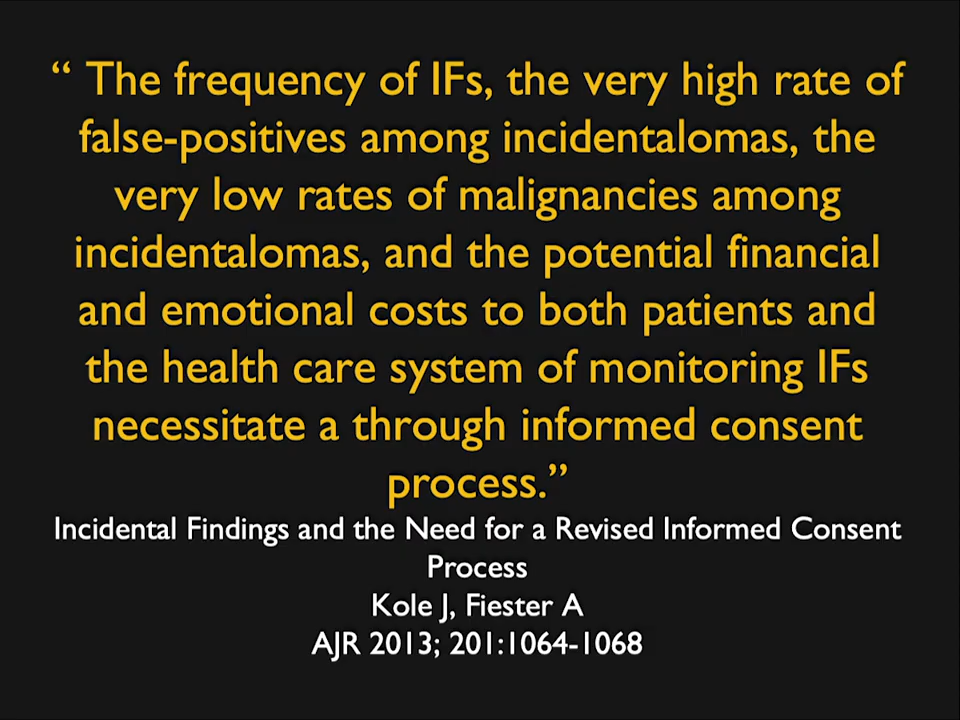 “ The frequency of IFs, the very high rate of
false-positives among incidentalomas, the
very low rates of malignancies among
incidentalomas, and the potential financial
and emotional costs to both patients and
the health care system of monitoring IFs
necessitate a through informed consent
process.”
Incidental Findings and the Need for a Revised Informed Consent
Process
Kole J, Fiester A
AJR 2013; 201:1064-1068